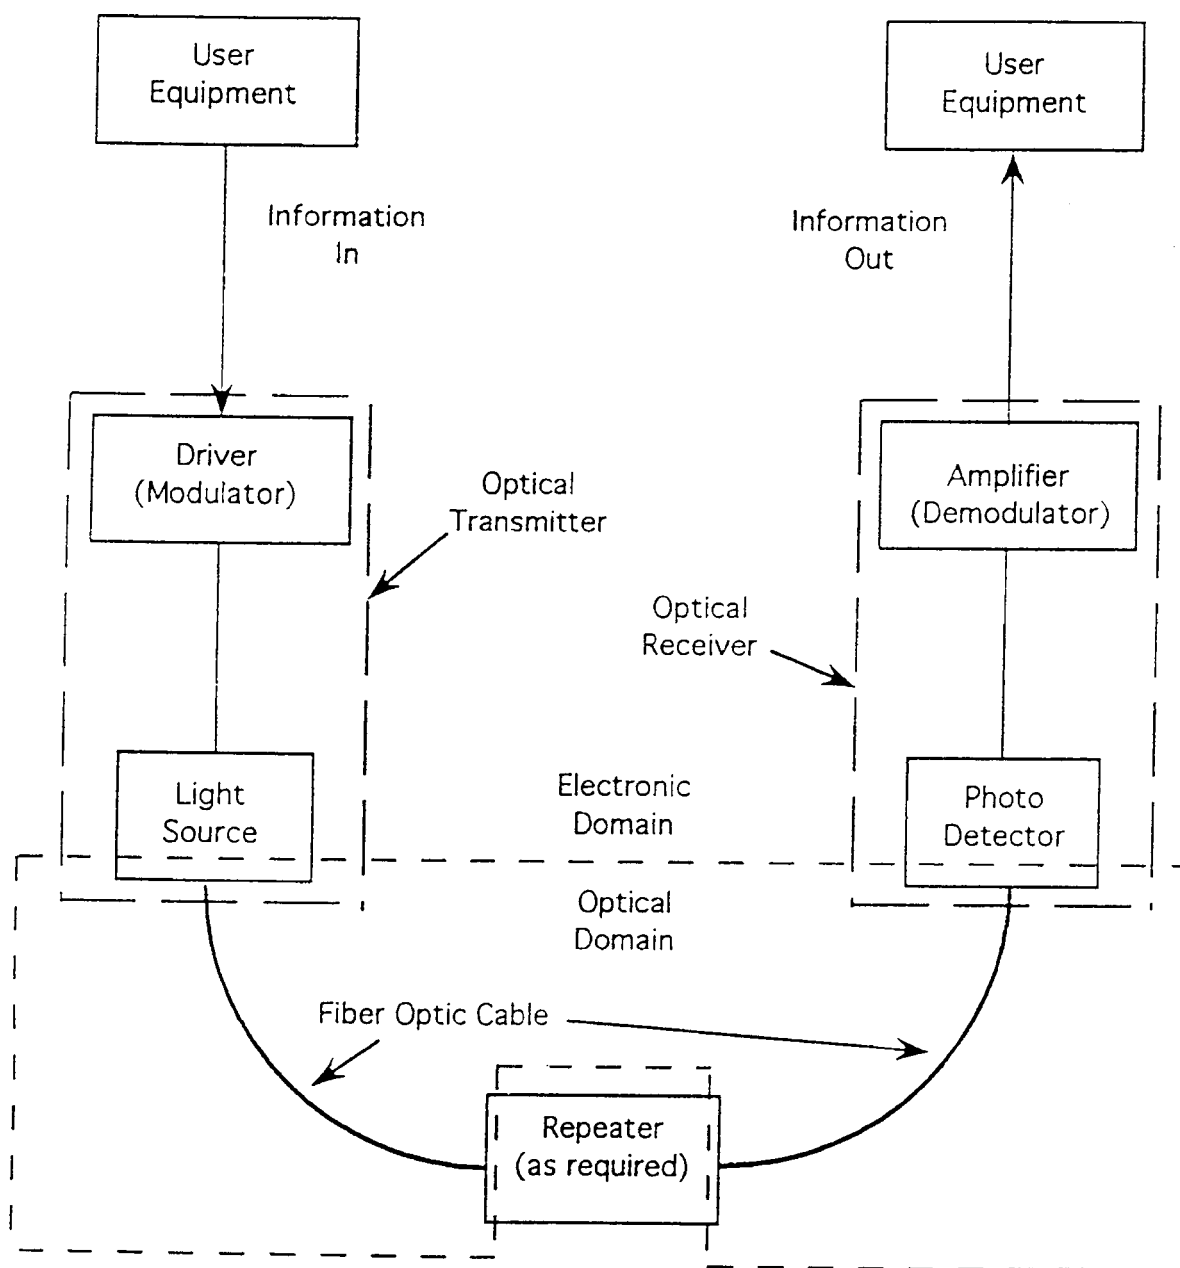 User
Equipment
User
Equipment
Information
In
Information
Out
Driver
(Modulator)
Optical
Transmitter
Amplifier
(Demodulator)
Optical
Receiver
Light
Source
Electronic
Domain
Photo
Detector
Optical
Domain
Fiber Optic Cable
Repeater
(as required)